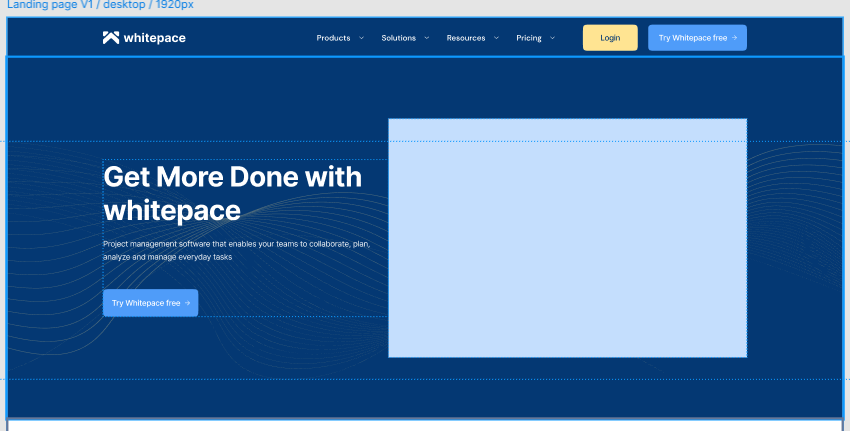 Landing page V1 / desktop / 1920px
whitepace
Products
Solutions
Resources
Pricing
Login
Try Whitepace free →
Get More Done with
whitepace
Project management software that enables your teams to collaborate, plan,
analyze and manage everyday tasks
Try Whitepace free →